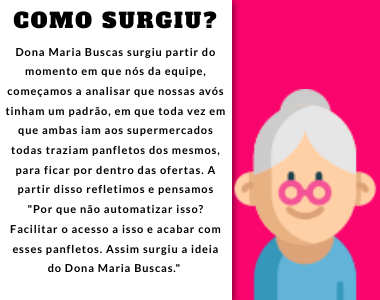 COMO SURGIU?
Dona Maria Buscas surgiu partir do
momento em que nós da equipe,
começamos a analisar que nossas avós
tinham um padrão, em que toda vez em
que ambas iam aos supermercados
todas traziam panfletos dos mesmos,
para ficar por dentro das ofertas. A
partir disso refletimos e pensamos
"Por que não automatizar isso?
Facilitar o acesso a isso e acabar com
esses panfletos. Assim surgiu a ideia
do Dona Maria Buscas."